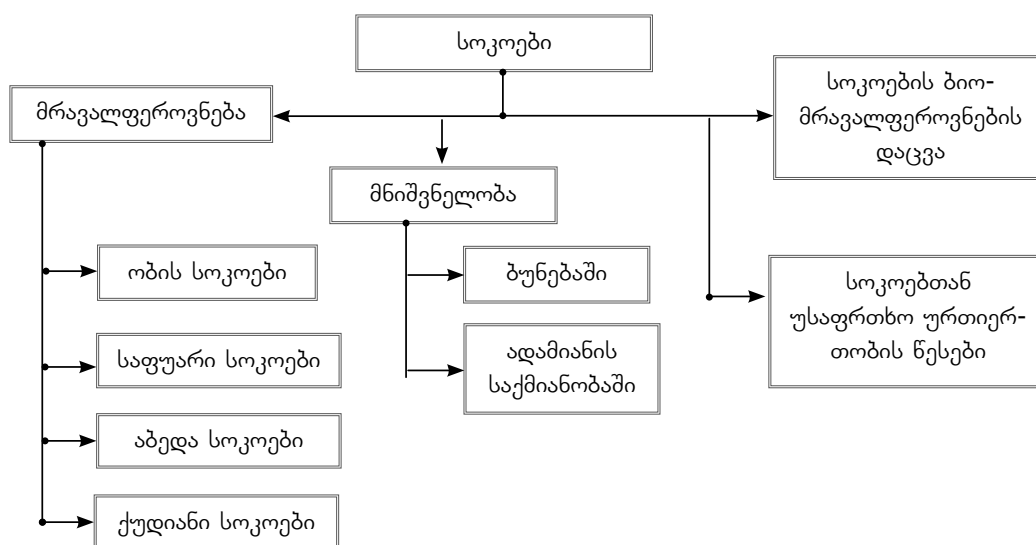 სოკოები
მრავალფეროვნება
სოკოების ბიო-
მრავალფეროვნების
დაცვა
მნიშვნელობა
ობის სოკოები
საფუარი სოკოები
აბედა სოკოები
ქუდიანი სოკოები
ბუნებაში
ადამიანის
საქმიანობაში
სოკოებთან
უსაფრთხო ურთიერ-
თობის წესები